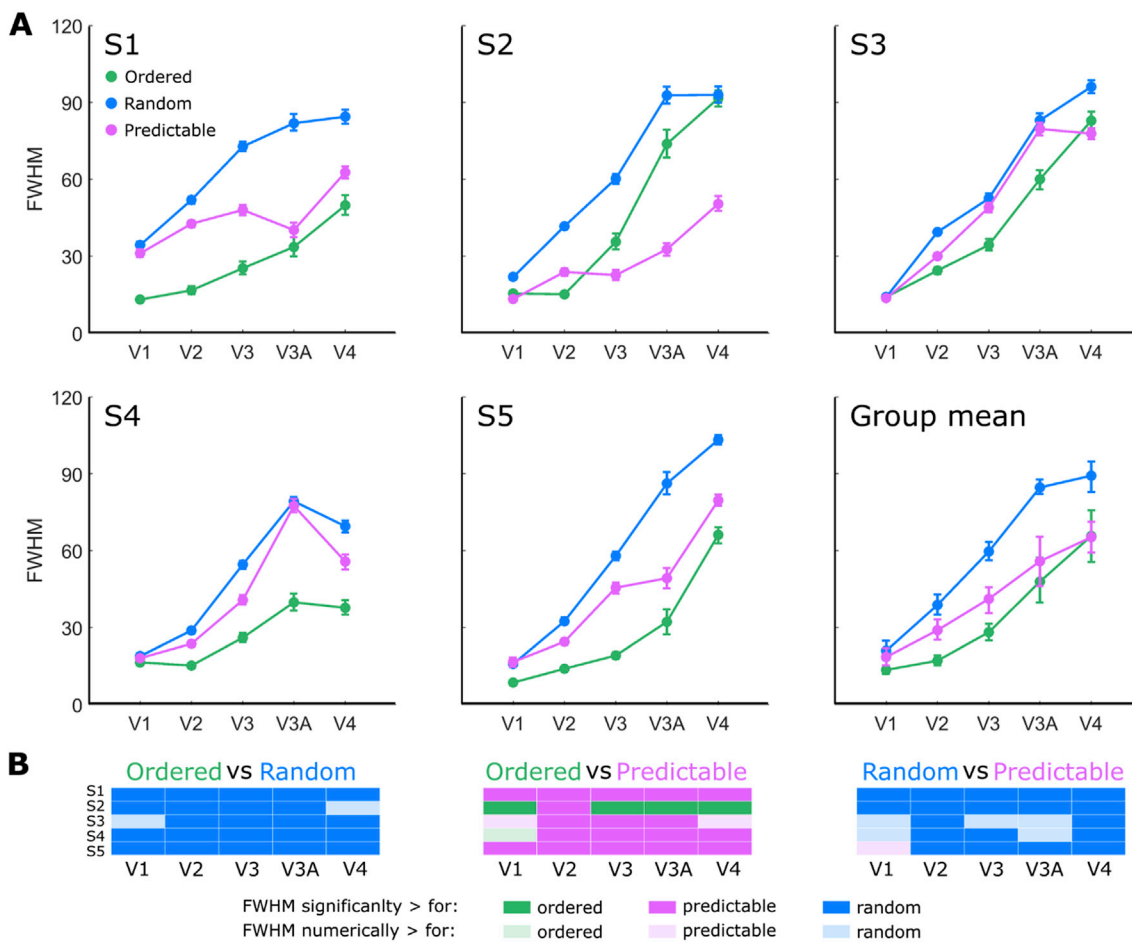 A
S1
S2
S3
Ordered
Random
Predictable
FWHM
120
90
60
30
0
V1 V2 V3 V3A V4
V1 V2 V3 V3A V4
V1 V2 V3 V3A V4
S4
S5
Group mean
FWHM
120
90
60
30
0
V1 V2 V3 V3A V4
V1 V2 V3 V3A V4
V1 V2 V3 V3A V4
B
Ordered vs Random
Ordered vs Predictable
Random vs Predictable
S1
S2
S3
S4
S5
V1 V2 V3 V3A V4
V1 V2 V3 V3A V4
V1 V2 V3 V3A V4
FWHM significanlty > for: ordered predictable random
FWHM numerically > for: ordered predictable random